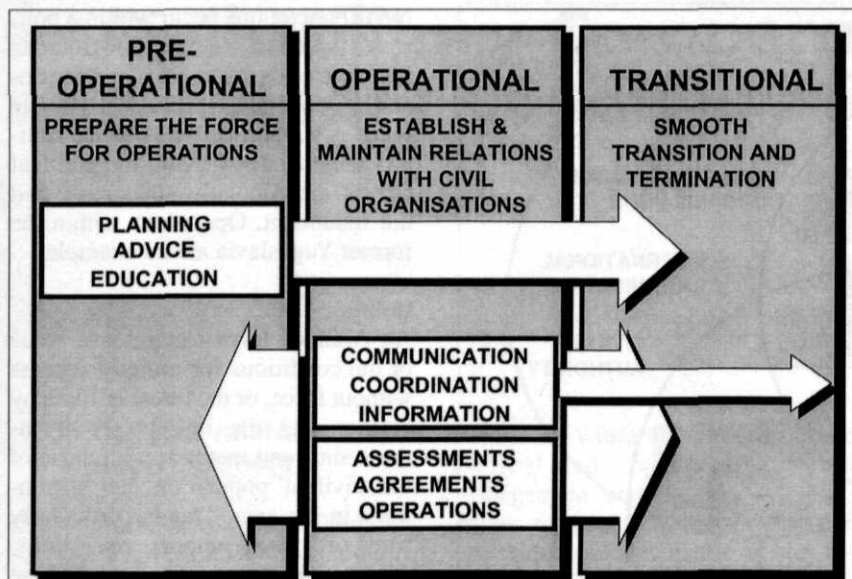 PRE-
OPERATIONAL
PREPARE THE FORCE
FOR OPERATIONS
PLANNING
ADVICE
EDUCATION
OPERATIONAL
ESTABLISH &
MAINTAIN RELATIONS
WITH CIVIL
ORGANISATIONS
COMMUNICATION
COORDINATION
INFORMATION
ASSESSMENTS
AGREEMENTS
OPERATIONS
TRANSITIONAL
SMOOTH
TRANSITION AND
TERMINATION